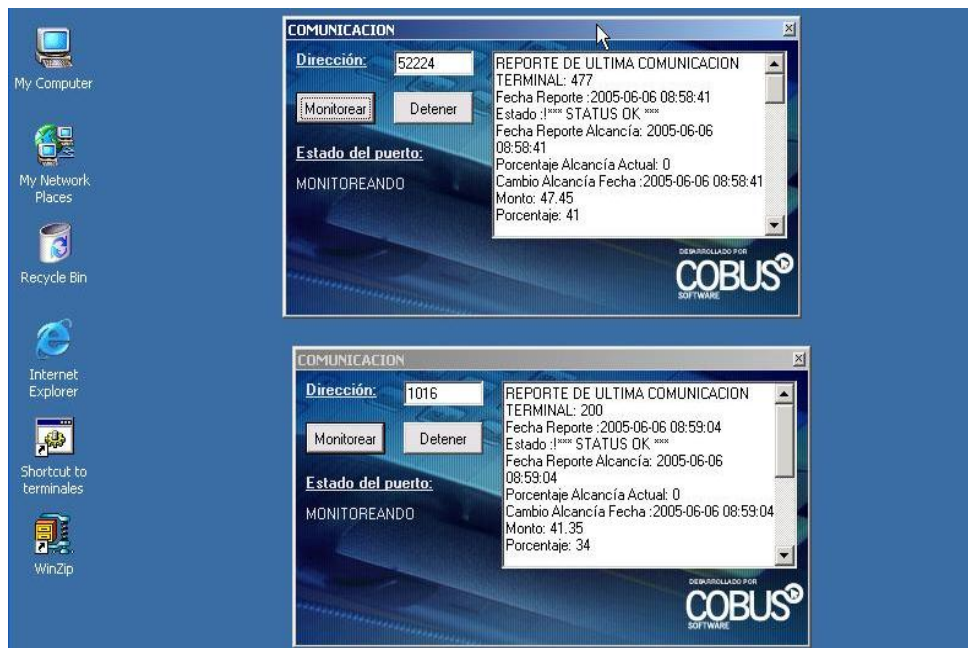 My Computer
My Network
Places
Recycle Bin
Internet
Explorer
Shortcut to
terminales
WinZip
COMUNICACION
Dirección:
52224
Monitorear
Detener
Estado del puerto:
MONITOREANDO
REPORTE DE ULTIMA COMUNICACION
TERMINAL: 477
Fecha Reporte :2005-06-06 08:58:41
Estado :!*** STATUS OK ***
Fecha Reporte Alcancía: 2005-06-06
08:58:41
Porcentaje Alcancía Actual: 0
Cambio Alcancía Fecha :2005-06-06 08:58:41
Monto: 47.45
Porcentaje: 41
DESARROLLADO POR
COBUS
SOFTWARE
COMUNICACION
Dirección:
1016
Monitorear
Detener
Estado del puerto:
MONITOREANDO
REPORTE DE ULTIMA COMUNICACION
TERMINAL: 200
Fecha Reporte :2005-06-06 08:59:04
Estado :!*** STATUS OK ***
Fecha Reporte Alcancía: 2005-06-06
08:59:04
Porcentaje Alcancía Actual: 0
Cambio Alcancía Fecha :2005-06-06 08:59:04
Monto: 41.35
Porcentaje: 34
DESARROLLADO POR
COBUS
SOFTWARE